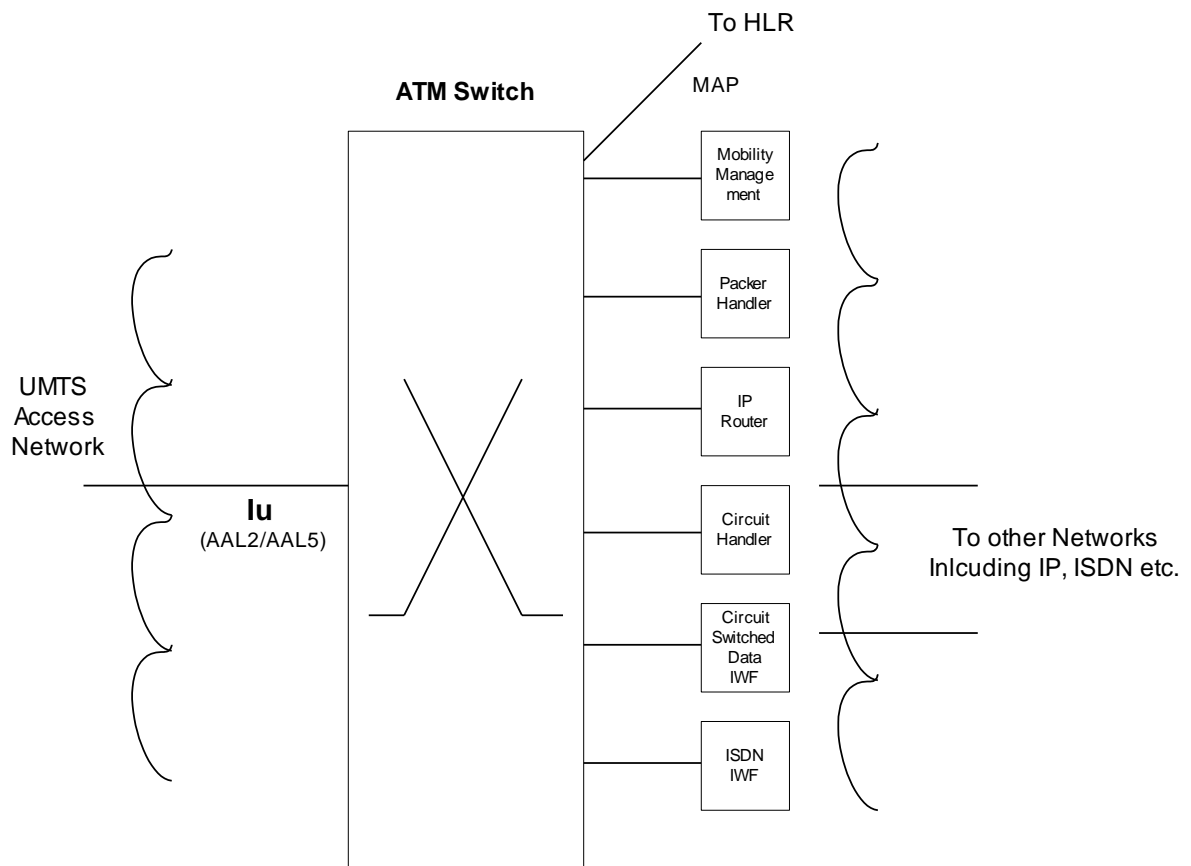 To HLR
MAP
ATM Switch
Mobility
Manage
ment
Packer
Handler
UMTS
Access
Network
IP
Router
Iu
(AAL2/AAL5)
Circuit
Handler
To other Networks
Inlcuding IP, ISDN etc.
Circuit
Switched
Data
IWF
ISDN
IWF